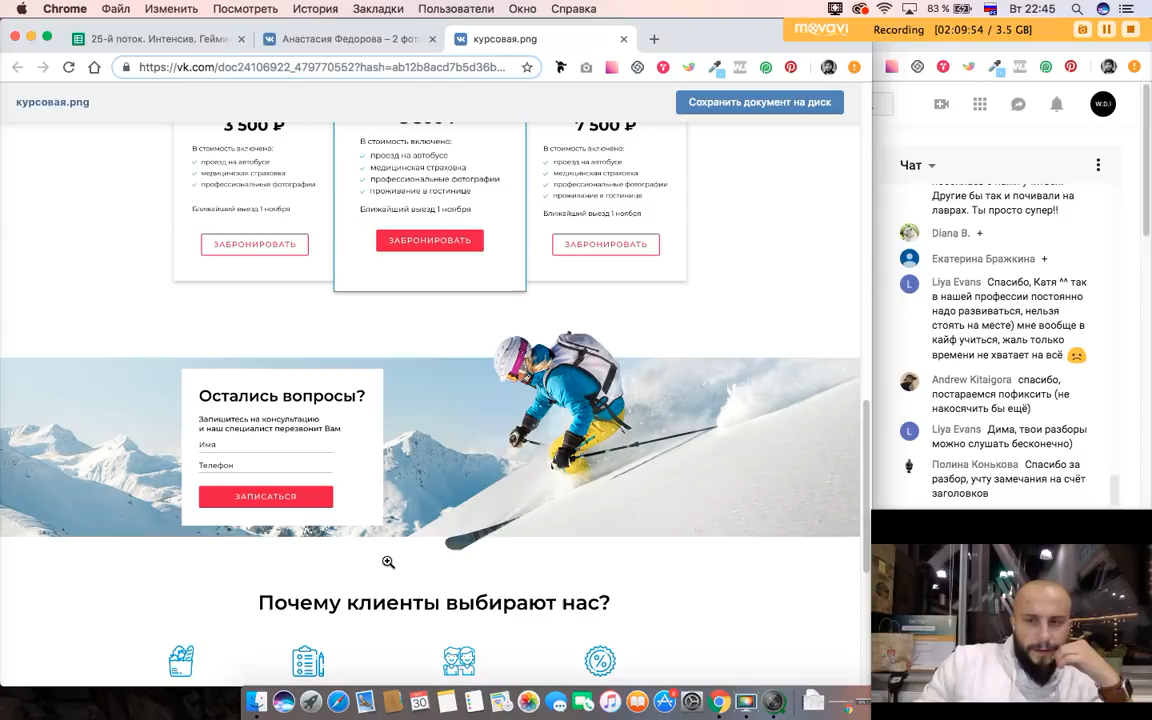 Chrome Файл Изменить Посмотреть История Закладки Пользователи Окно Справка
83 % Вт 22:45
movavi Recording [02:09:54 / 3.5 GB]
25-й поток. Интенсив. Гейми
Анастасия Федорова – 2 фото
курсовая.png
https://vk.com/doc24106922_479770552?hash=ab12b8acd7b5d36b...
курсовая.png
Сохранить документ на диск
3 500 ₽
7 500 ₽
В стоимость включено:
проезд на автобусе
медицинская страховка
профессиональные фотографии
Ближайший выезд 1 ноября
ЗАБРОНИРОВАТЬ
В стоимость включено:
проезд на автобусе
медицинская страховка
профессиональные фотографии
проживание в гостинице
Ближайший выезд 1 ноября
ЗАБРОНИРОВАТЬ
В стоимость включено:
проезд на автобусе
медицинская страховка
профессиональные фотографии
проживание в гостинице
Ближайший выезд 1 ноября
ЗАБРОНИРОВАТЬ
Остались вопросы?
Запишитесь на консультацию
и наш специалист перезвонит Вам
Имя
Телефон
ЗАПИСАТЬСЯ
Почему клиенты выбирают нас?
W.D.I
Чат
Другие бы так и почивали на
лаврах. Ты просто супер!!
Diana B. +
Екатерина Бражкина +
Liya Evans Спасибо, Катя ^^ так
в нашей профессии постоянно
надо развиваться, нельзя
стоять на месте) мне вообще в
кайф учиться, жаль только
времени не хватает на всё
Andrew Kitaigora спасибо,
постараемся пофиксить (не
накосячить бы ещё)
Liya Evans Дима, твои разборы
можно слушать бесконечно)
Полина Конькова Спасибо за
разбор, учту замечания на счёт
заголовков